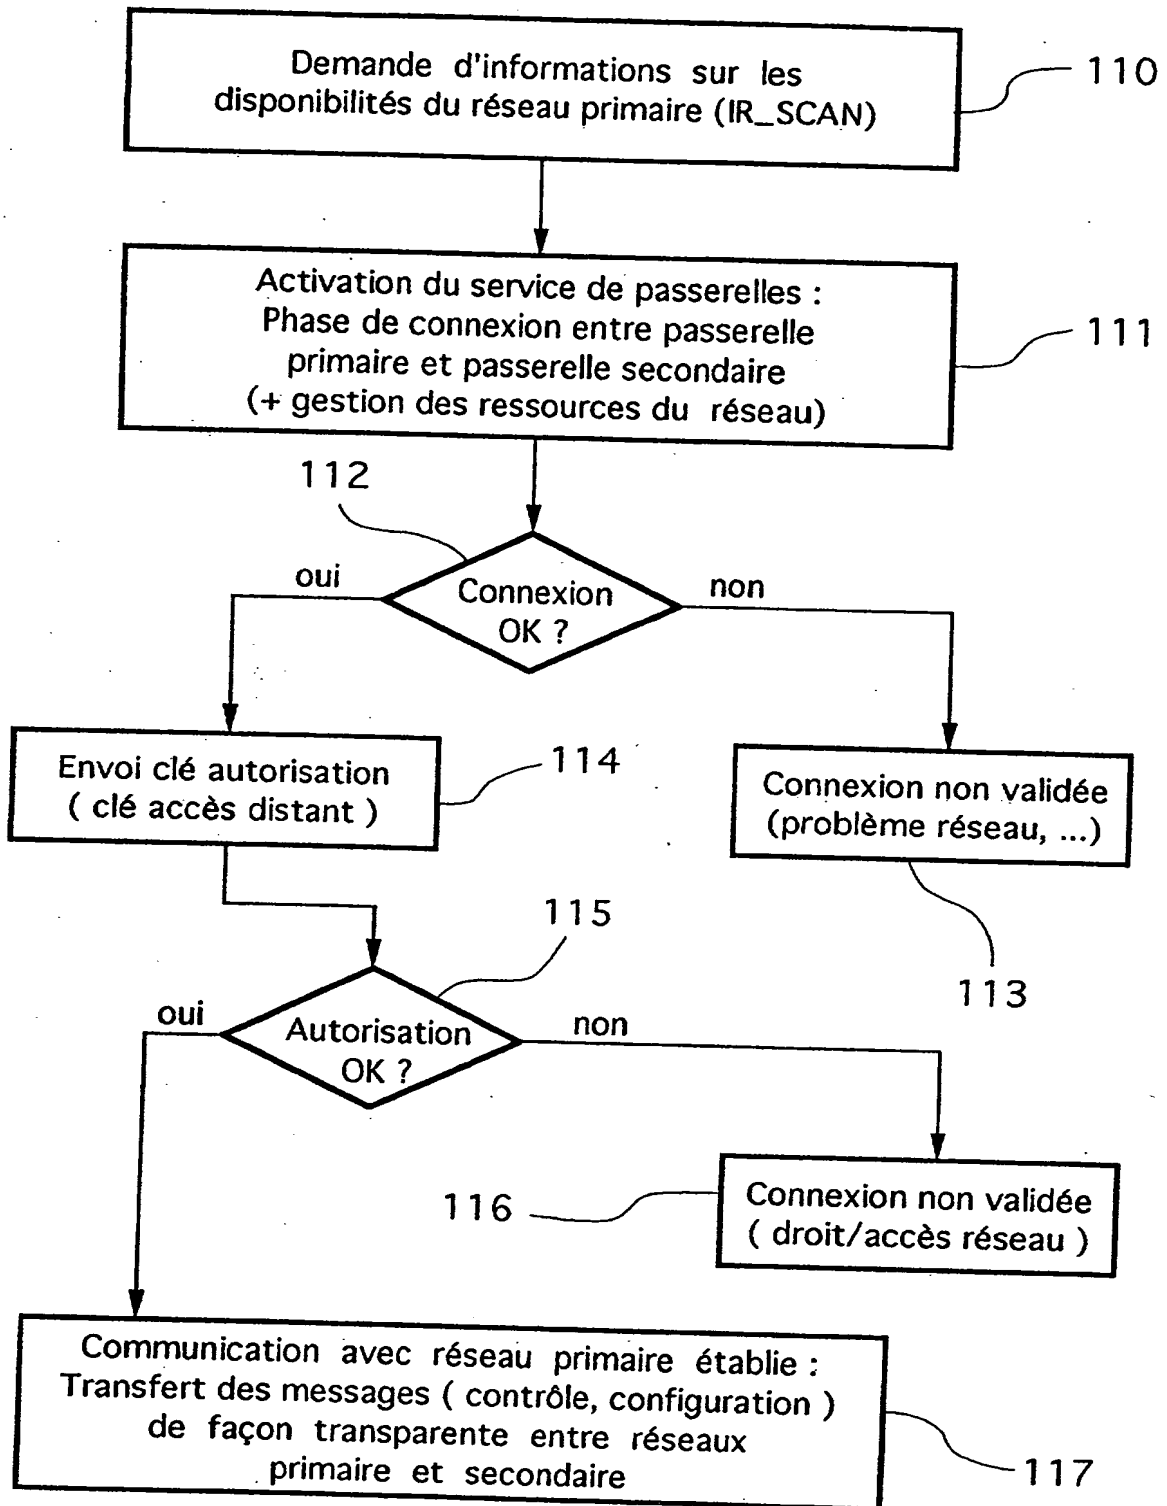 Demande d'informations sur les
disponibilités du réseau primaire (IR_SCAN)
110
Activation du service de passerelles :
Phase de connexion entre passerelle
primaire et passerelle secondaire
(+ gestion des ressources du réseau)
111
112
oui
Connexion
OK ?
non
Envoi clé autorisation
( clé accès distant )
114
Connexion non validée
(problème réseau, ...)
113
115
oui
Autorisation
OK ?
non
116
Connexion non validée
( droit/accès réseau )
Communication avec réseau primaire établie :
Transfert des messages ( contrôle, configuration )
de façon transparente entre réseaux
primaire et secondaire
117